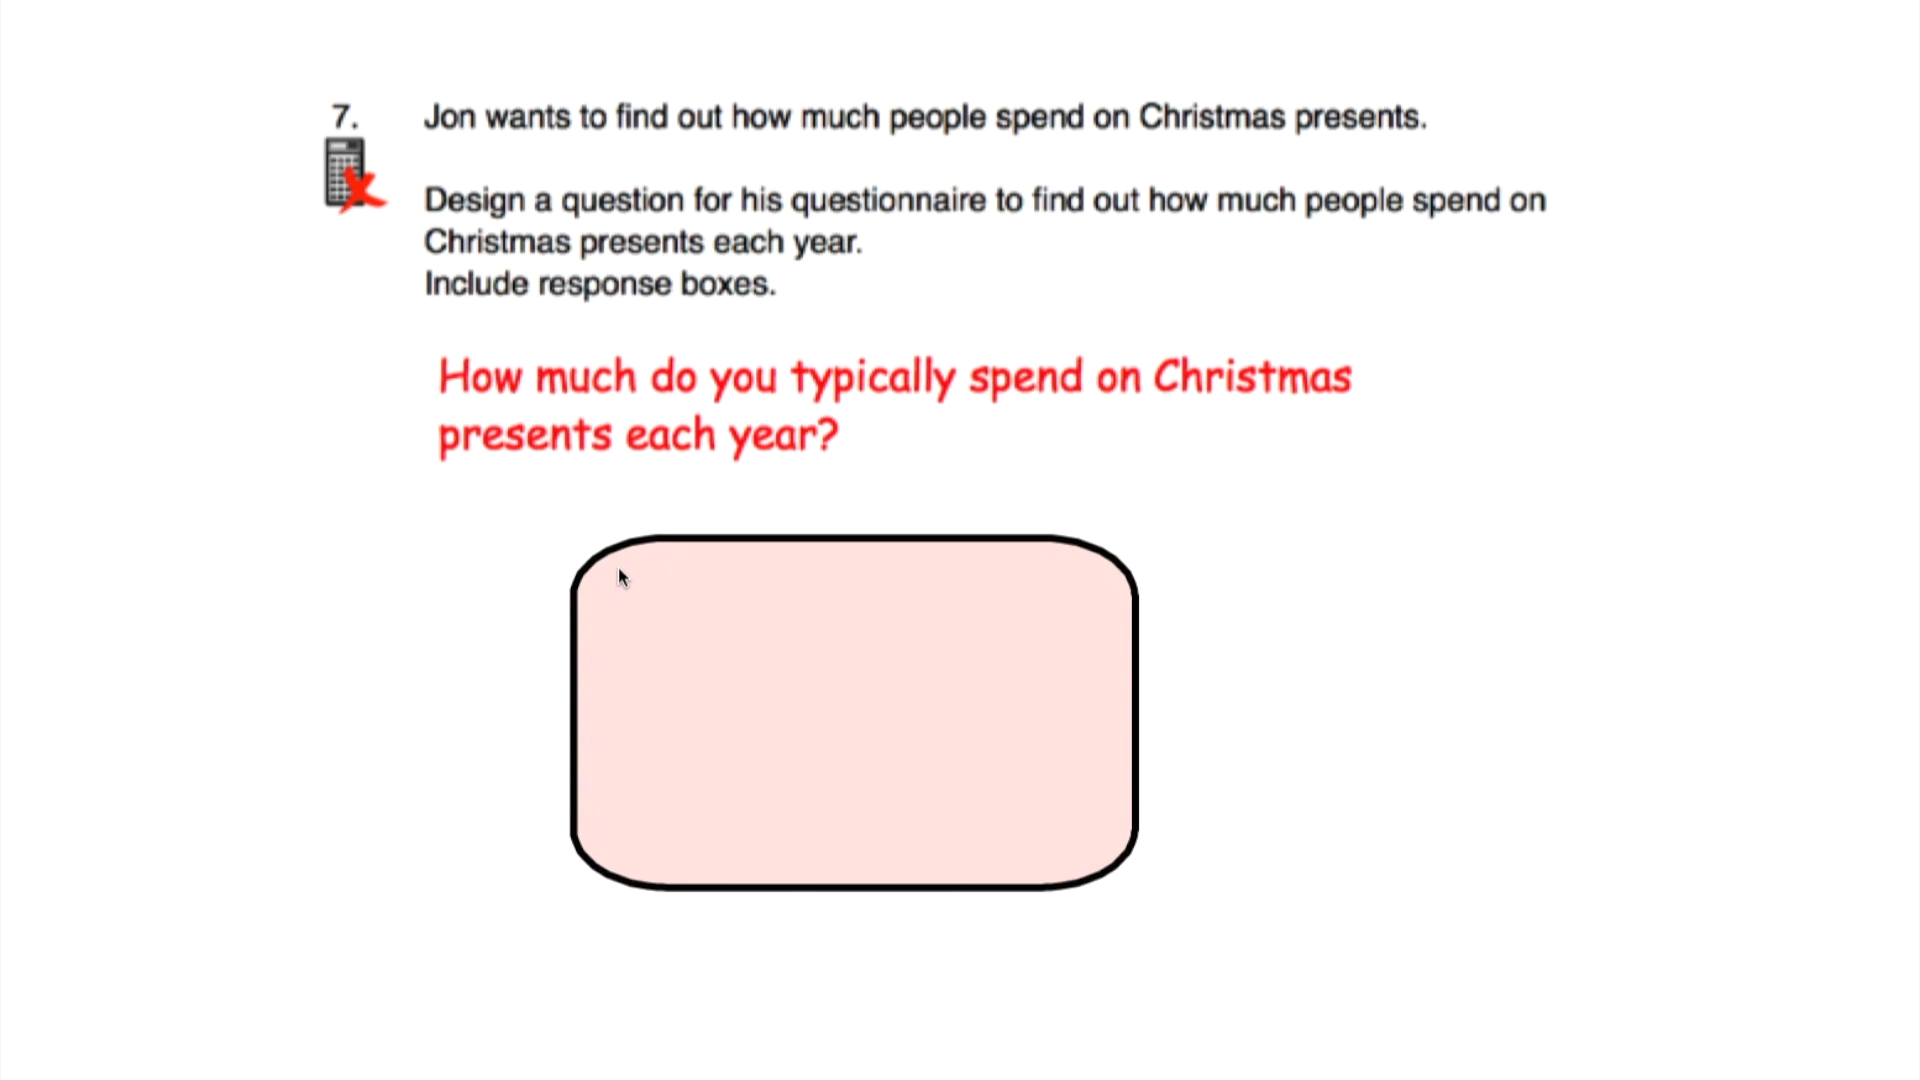 7. Jon wants to find out how much people spend on Christmas presents.
Design a question for his questionnaire to find out how much people spend on
Christmas presents each year.
Include response boxes.
How much do you typically spend on Christmas
presents each year?